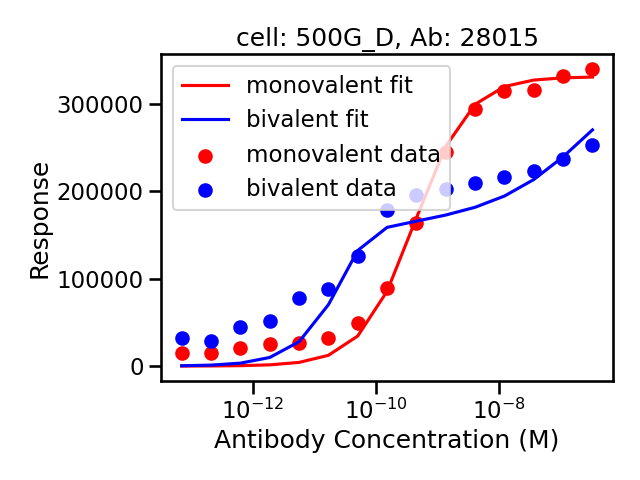 cell: 500G_D, Ab: 28015
monovalent fit
bivalent fit
monovalent data
bivalent data
Response
300000
200000
100000
0
10⁻¹² 10⁻¹⁰ 10⁻⁸
Antibody Concentration (M)